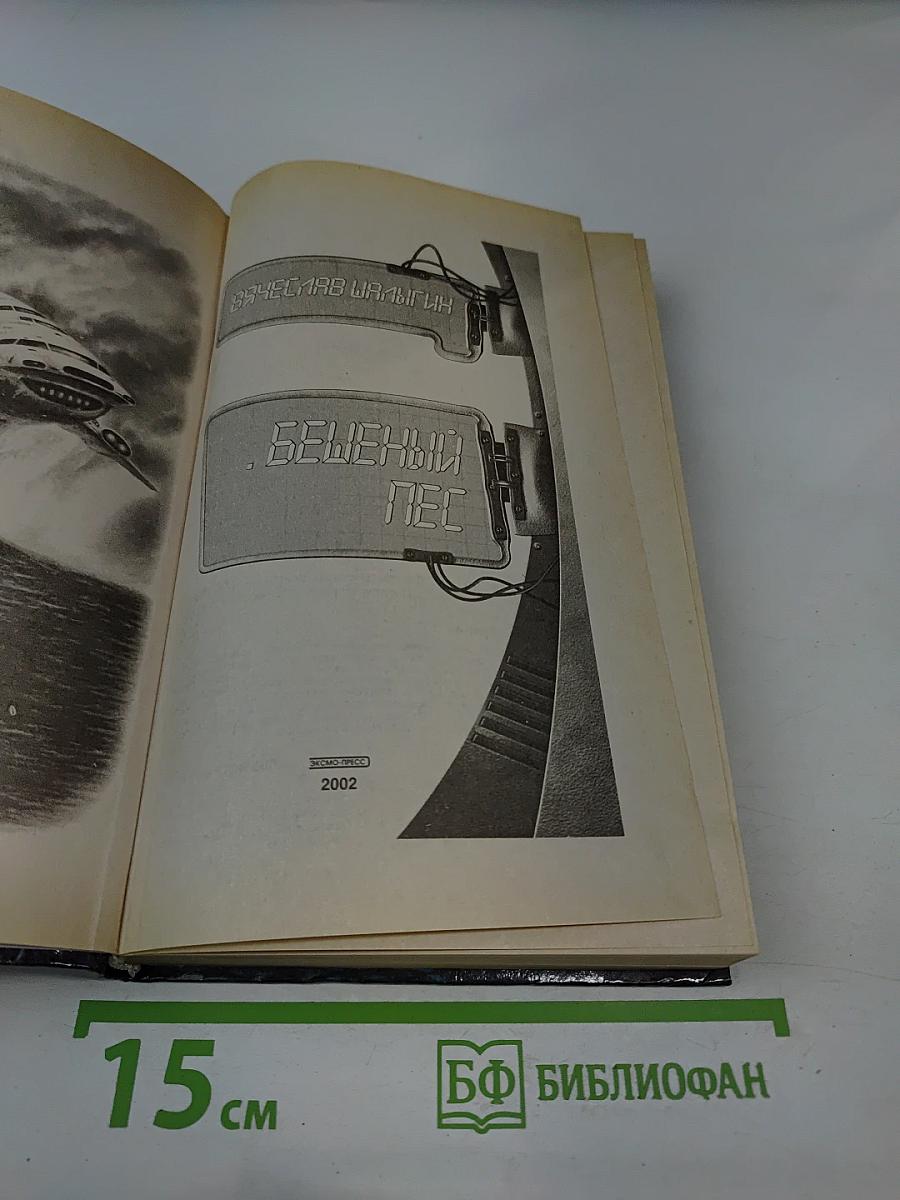 ВЯЧЕСЛАВ ШАЛЫГИН
.БЕШЕНЫЙ
ПЕС
ЭКСМО-ПРЕСС
2002
15 см
БФ БИБЛИОФАН